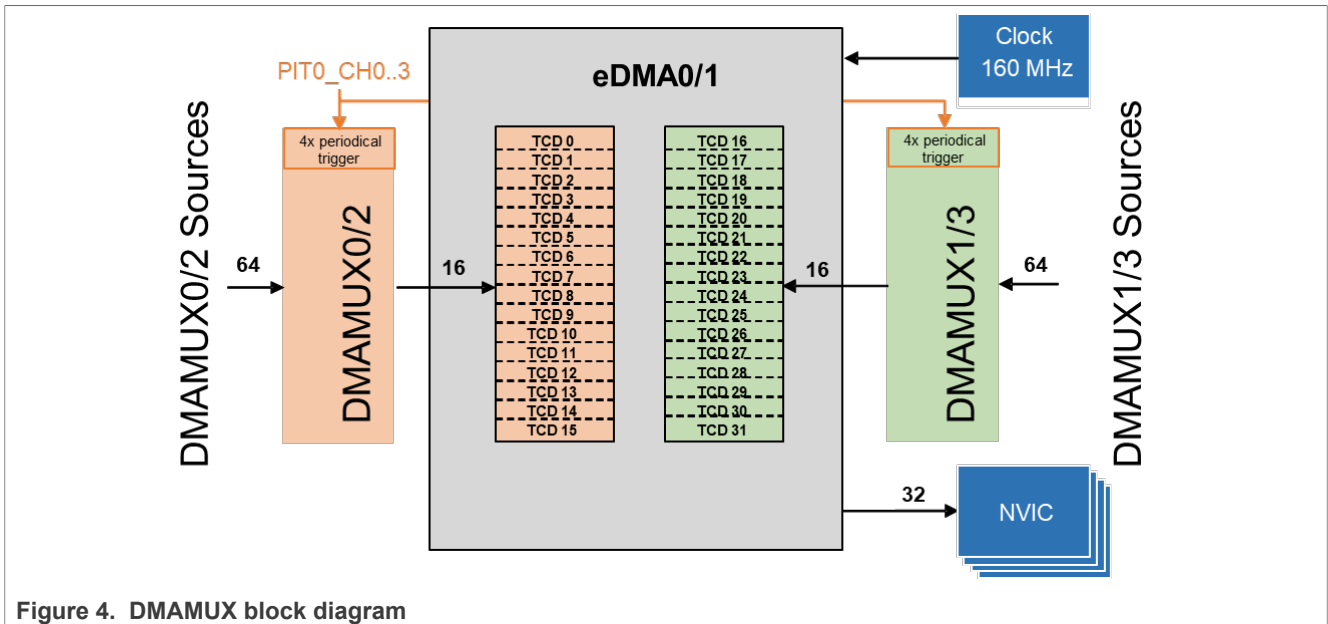 Clock
160 MHz
eDMA0/1
PIT0_CH0..3
4x periodical
trigger
4x periodical
trigger
DMAMUX0/2 Sources
64
DMAMUX0/2
16
TCD 0
TCD 1
TCD 2
TCD 3
TCD 4
TCD 5
TCD 6
TCD 7
TCD 8
TCD 9
TCD 10
TCD 11
TCD 12
TCD 13
TCD 14
TCD 15
TCD 16
TCD 17
TCD 18
TCD 19
TCD 20
TCD 21
TCD 22
TCD 23
TCD 24
TCD 25
TCD 26
TCD 27
TCD 28
TCD 29
TCD 30
TCD 31
16
DMAMUX1/3
64
DMAMUX1/3 Sources
32
NVIC
Figure 4. DMAMUX block diagram